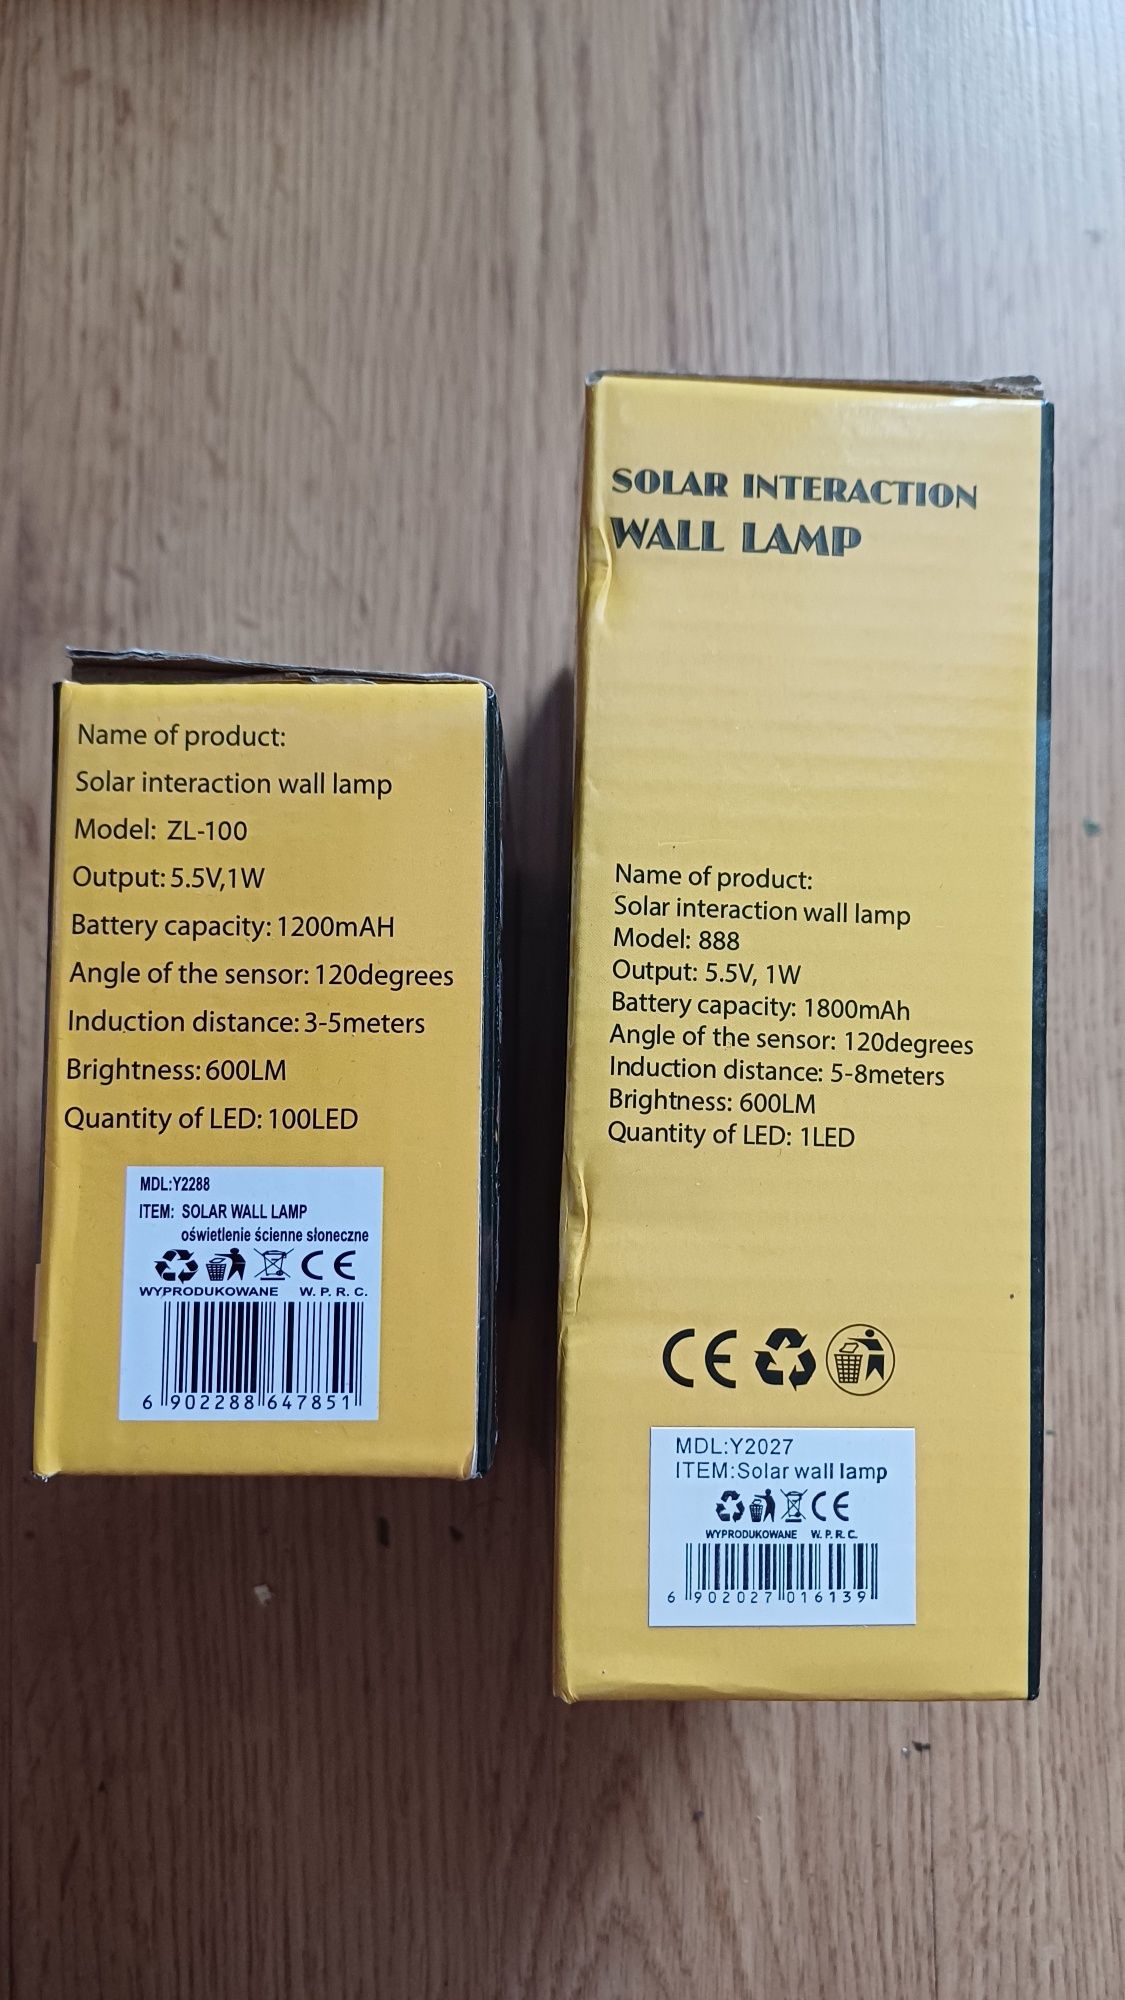 Name of product:
Solar interaction wall lamp
Model: ZL-100
Output: 5.5V,1W
Battery capacity: 1200mAH
Angle of the sensor: 120degrees
Induction distance: 3-5meters
Brightness: 600LM
Quantity of LED: 100LED
MDL:Y2288
ITEM: SOLAR WALL LAMP
oświetlenie ścienne słoneczne
CE
WYPRODUKOWANE W. P. R. C.
6 902288 647851
SOLAR INTERACTION
WALL LAMP
Name of product:
Solar interaction wall lamp
Model: 888
Output: 5.5V, 1W
Battery capacity: 1800mAh
Angle of the sensor: 120degrees
Induction distance: 5-8meters
Brightness: 600LM
Quantity of LED: 1LED
CE
MDL:Y2027
ITEM:Solar wall lamp
CE
WYPRODUKOWANE W. P. R. C.
6 902027 016139